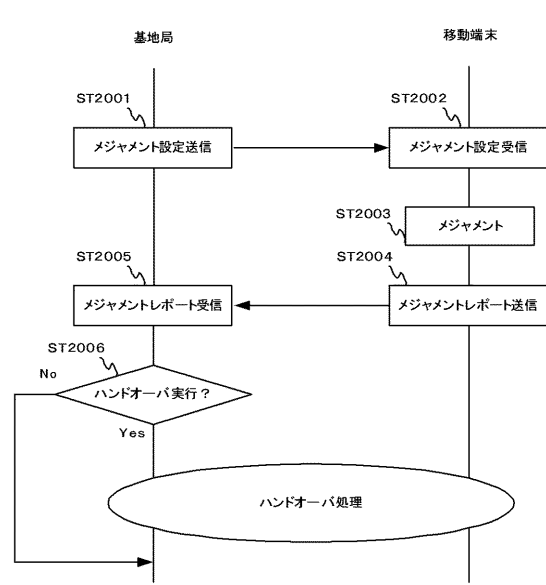 基地局
移動端末
ST2001
ST2002
メジャメント設定送信
メジャメント設定受信
ST2003
メジャメント
ST2005
ST2004
メジャメントレポート受信
メジャメントレポート送信
ST2006
No
ハンドオーバ実行?
Yes
ハンドオーバ処理